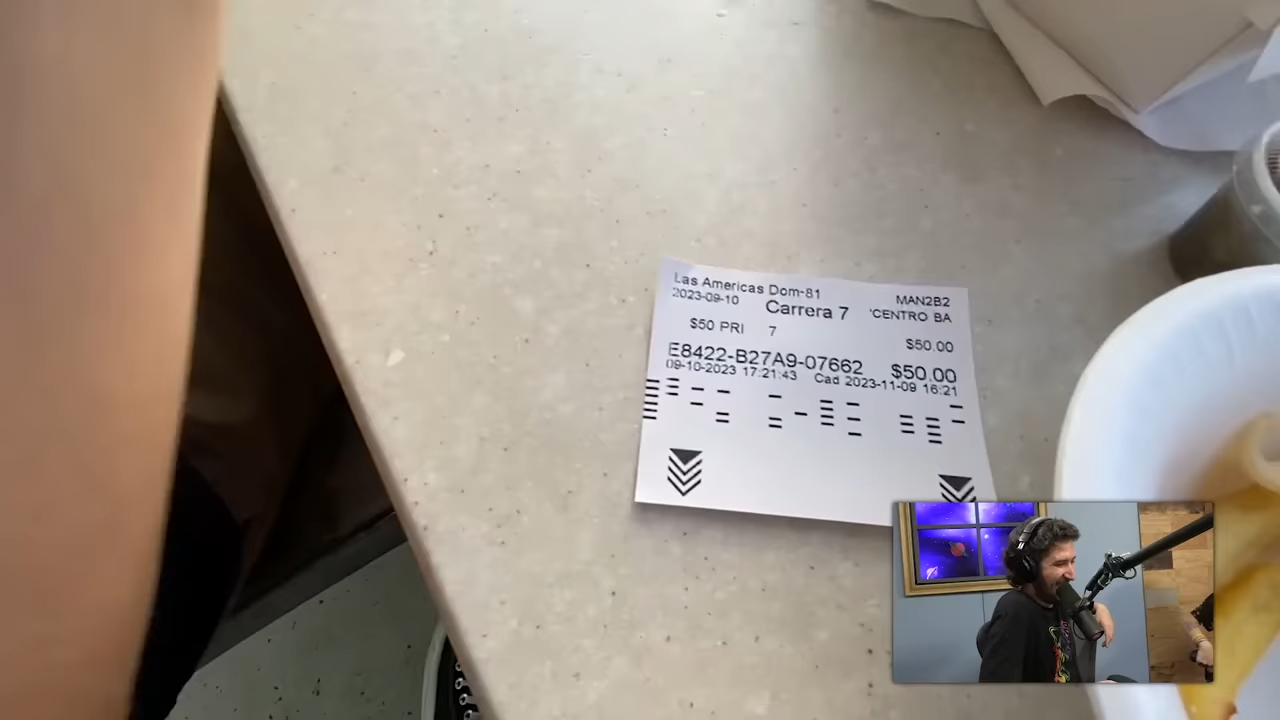 Las Americas Dom-81 MAN2B2
2023-09-10 Carrera 7 'CENTRO BA
$50 PRI 7 $50.00
E8422-B27A9-07662 $50.00
09-10-2023 17:21:43 Cad 2023-11-09 16:21